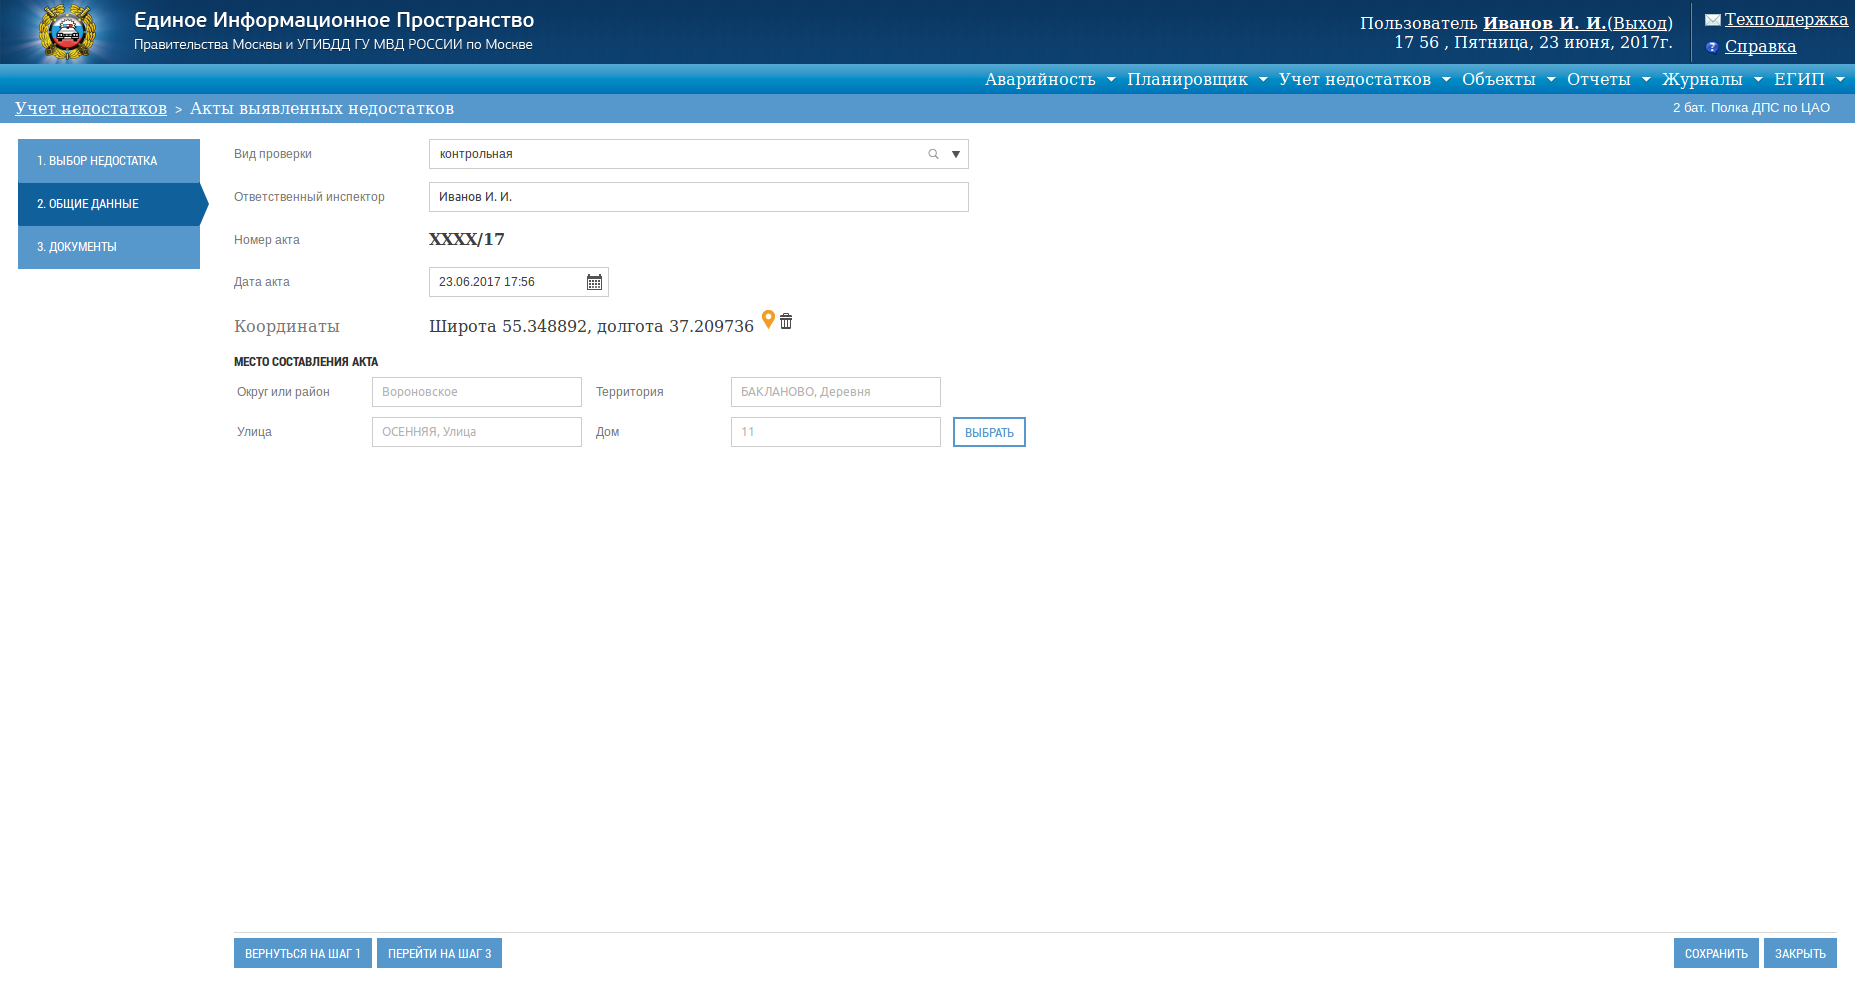 Единое Информационное Пространство
Правительства Москвы и УГИБДД ГУ МВД РОССИИ по Москве
Пользователь Иванов И. И.(Выход)
17 56 , Пятница, 23 июня, 2017г.
Техподдержка
Справка
Аварийность Планировщик Учет недостатков Объекты Отчеты Журналы ЕГИП
Учет недостатков > Акты выявленных недостатков
2 бат. Полка ДПС по ЦАО
1. ВЫБОР НЕДОСТАТКА
2. ОБЩИЕ ДАННЫЕ
3. ДОКУМЕНТЫ
Вид проверки контрольная
Ответственный инспектор Иванов И. И.
Номер акта XXXX/17
Дата акта 23.06.2017 17:56
Координаты Широта 55.348892, долгота 37.209736
МЕСТО СОСТАВЛЕНИЯ АКТА
Округ или район Вороновское Территория БАКЛАНОВО, Деревня
Улица ОСЕННЯЯ, Улица Дом 11 ВЫБРАТЬ
ВЕРНУТЬСЯ НА ШАГ 1 ПЕРЕЙТИ НА ШАГ 3 СОХРАНИТЬ ЗАКРЫТЬ